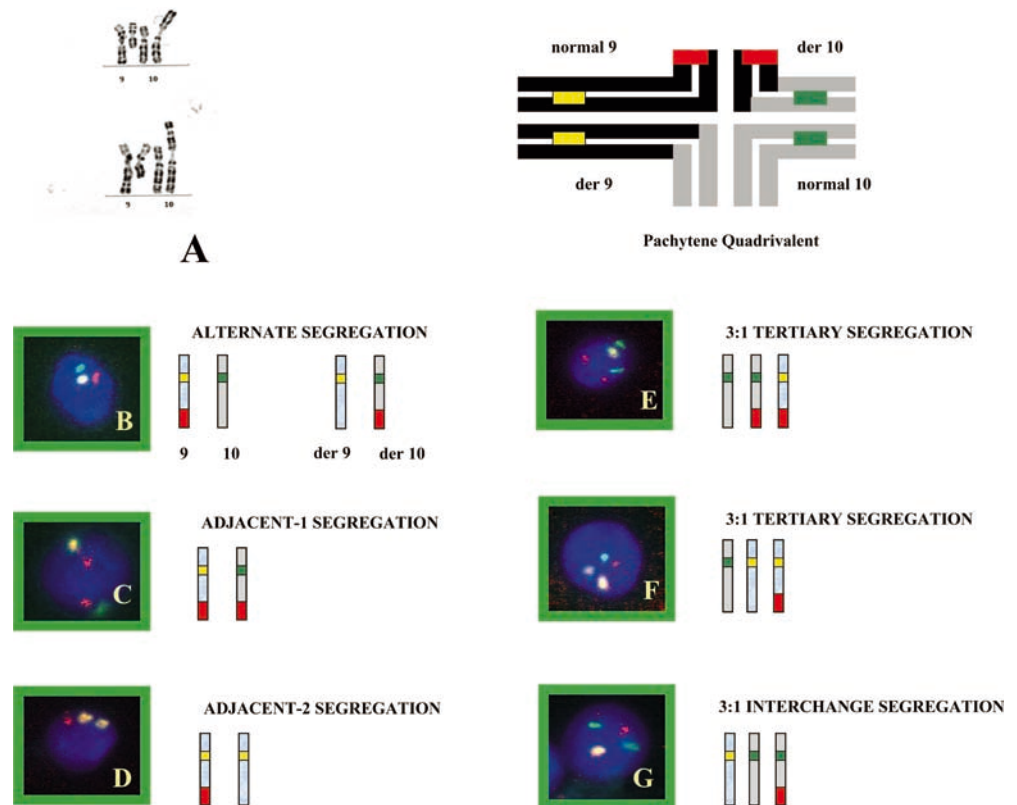 9 10
9 10
A
normal 9 der 10
der 9 normal 10
Pachytene Quadrivalent
B
ALTERNATE SEGREGATION
9 10 der 9 der 10
C
ADJACENT-1 SEGREGATION
D
ADJACENT-2 SEGREGATION
E
3:1 TERTIARY SEGREGATION
F
3:1 TERTIARY SEGREGATION
G
3:1 INTERCHANGE SEGREGATION